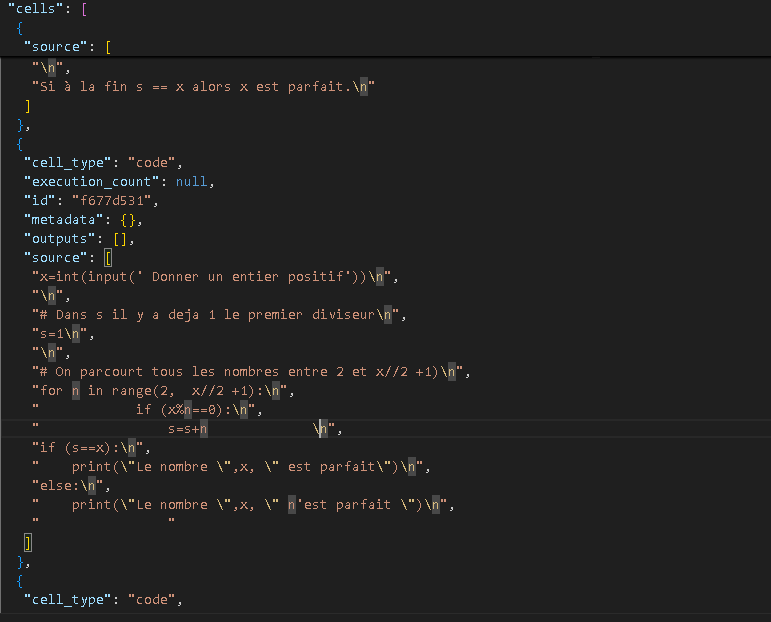 "cells": [
{
"source": [
"\n",
"Si à la fin s == x alors x est parfait.\n"
]
},
{
"cell_type": "code",
"execution_count": null,
"id": "f677d531",
"metadata": {},
"outputs": [],
"source": [
"x=int(input(' Donner un entier positif'))\n",
"\n",
"# Dans s il y a deja 1 le premier diviseur\n",
"s=1\n",
"\n",
"# On parcourt tous les nombres entre 2 et x//2 +1)\n",
"for n in range(2,  x//2 +1):\n",
"            if (x%n==0):\n",
"                s=s+n             \n",
"if (s==x):\n",
"    print(\"Le nombre \",x, \" est parfait\")\n",
"else:\n",
"    print(\"Le nombre \",x, \" n'est parfait \")\n",
"                "
]
},
{
"cell_type": "code",